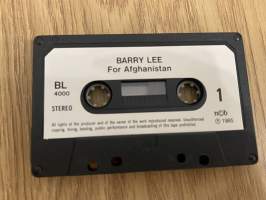 BARRY LEE
For Afghanistan
BL
4000
STEREO
1
ncb
℗ 1985
All rights of the producer and of the owner of the work reproduced reserved. Unauthorised
copying, hiring, lending, public performance and broadcasting of this tape prohibited.